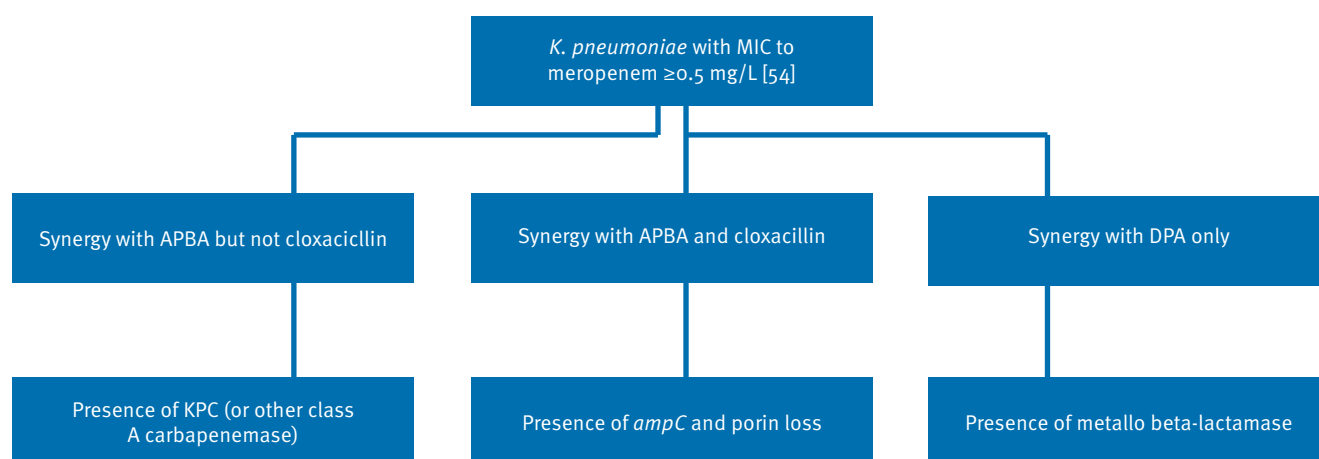 K. pneumoniae with MIC to
meropenem ≥0.5 mg/L [54]
Synergy with APBA but not cloxacicllin
Synergy with APBA and cloxacillin
Synergy with DPA only
Presence of KPC (or other class
A carbapenemase)
Presence of ampC and porin loss
Presence of metallo beta-lactamase